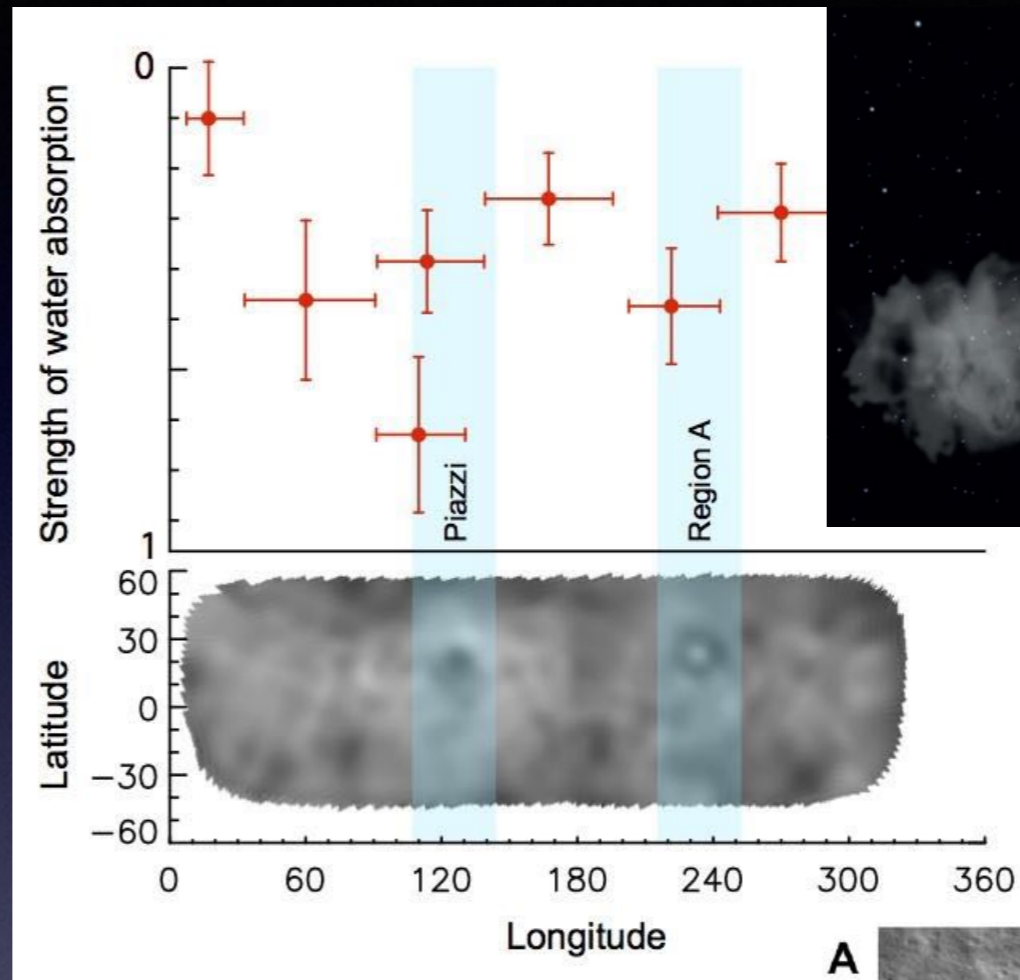 0
Strength of water absorption
Piazzi
Region A
1
60
30
0
−30
−60
Latitude
0 60 120 180 240 300 360
Longitude
A